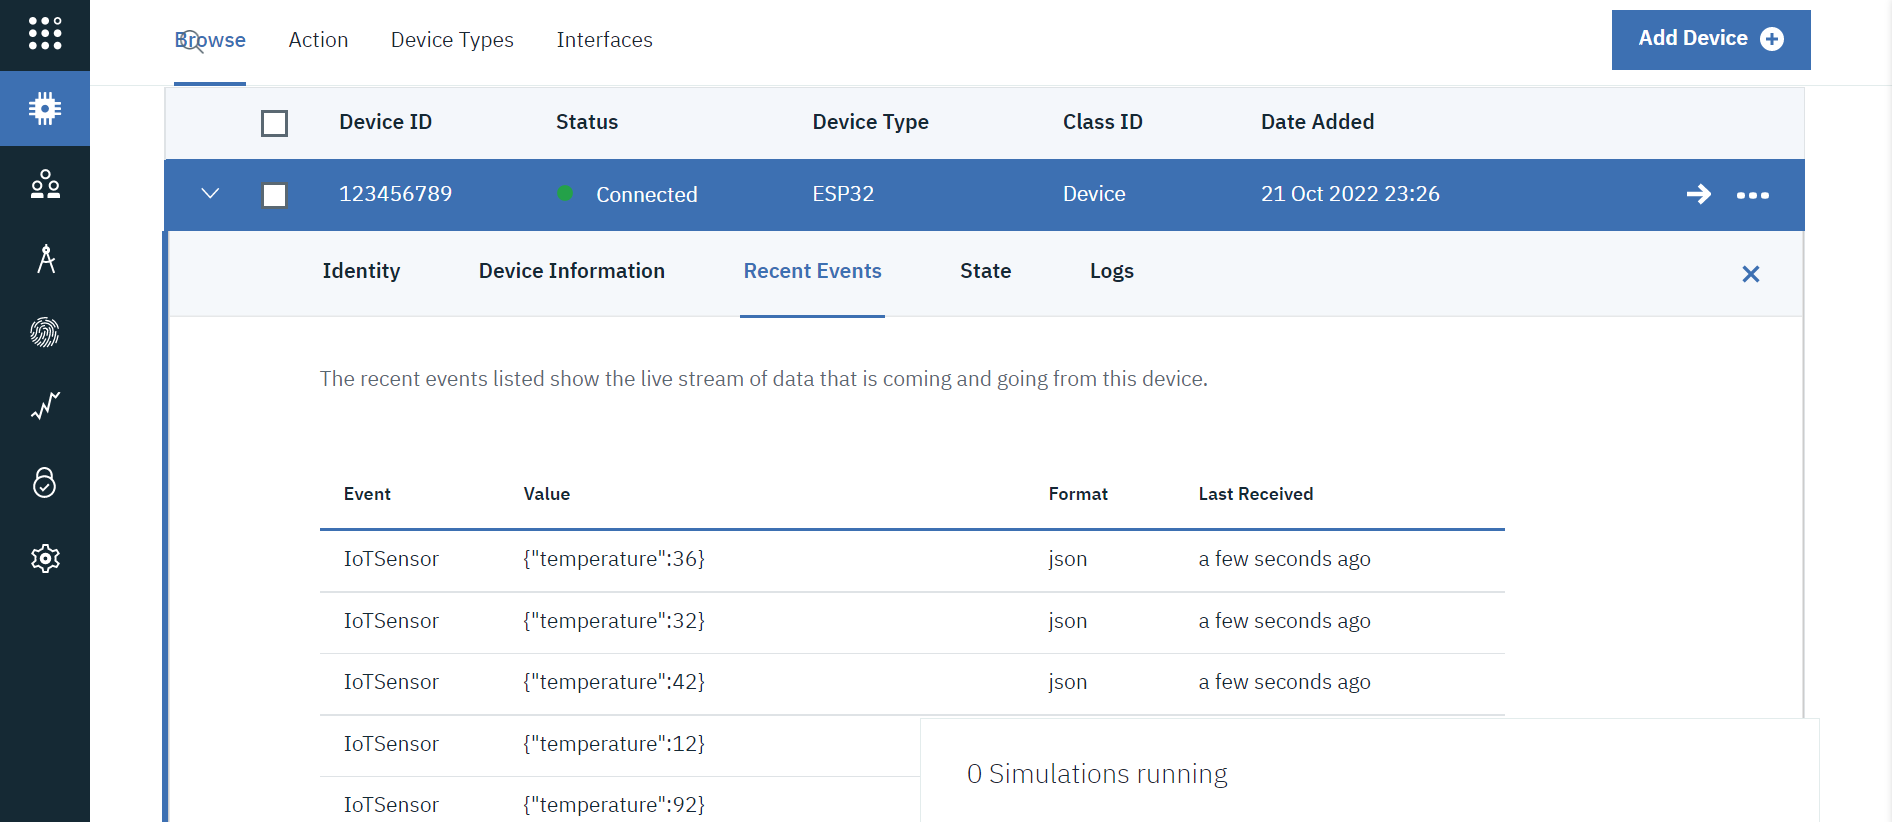 Browse Action Device Types Interfaces Add Device
Device ID Status Device Type Class ID Date Added
123456789 Connected ESP32 Device 21 Oct 2022 23:26
Identity Device Information Recent Events State Logs
The recent events listed show the live stream of data that is coming and going from this device.
Event Value Format Last Received
IoTSensor {"temperature":36} json a few seconds ago
IoTSensor {"temperature":32} json a few seconds ago
IoTSensor {"temperature":42} json a few seconds ago
IoTSensor {"temperature":12}
0 Simulations running
IoTSensor {"temperature":92}